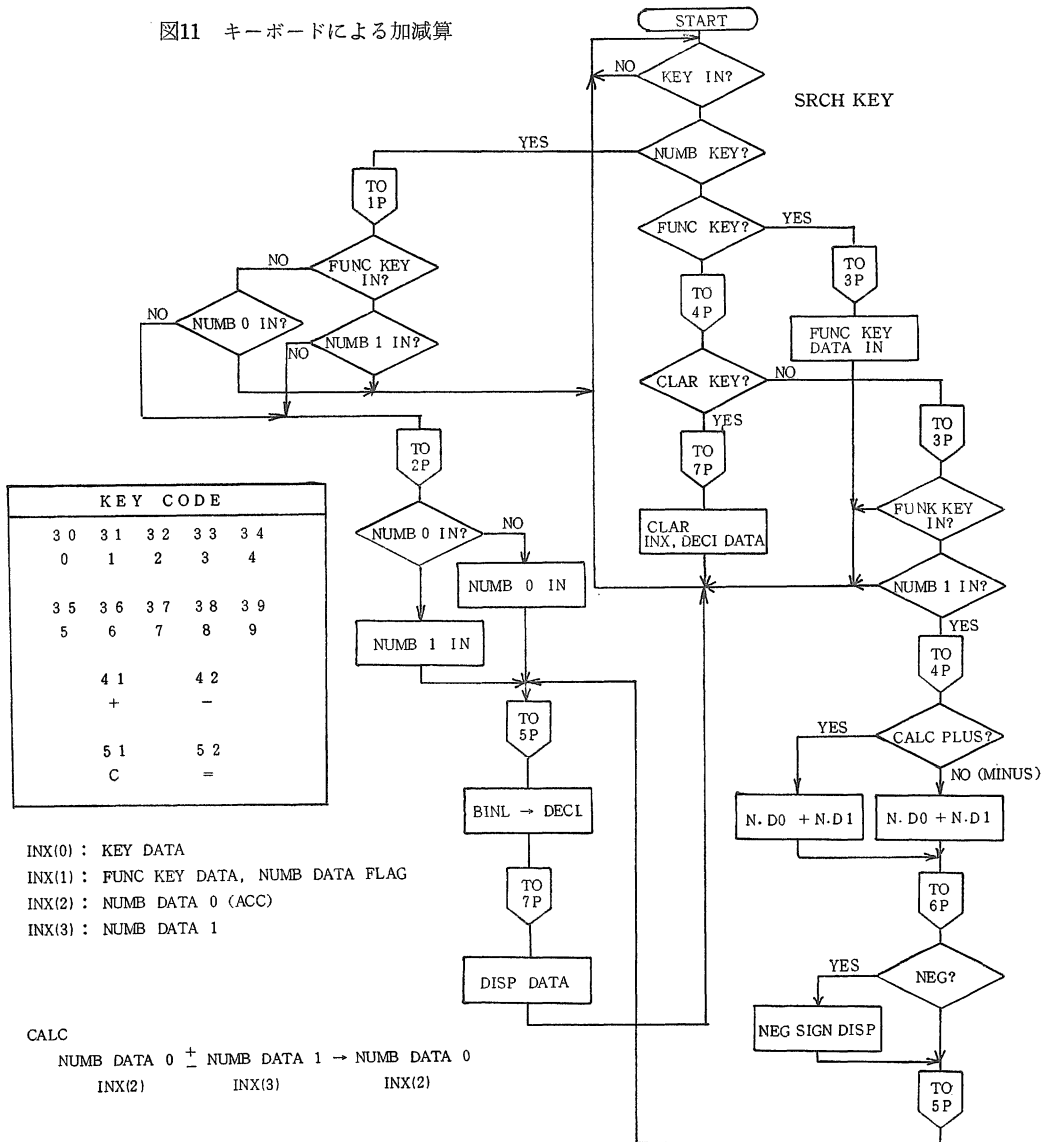 図11 キーボードによる加減算
START
NO
KEY IN?
SRCH KEY
YES
NUMB KEY?
TO
1P
FUNC KEY?
YES
NO
FUNC KEY
IN?
TO
4P
TO
3P
NO
NUMB 0 IN?
NUMB 1 IN?
NO
FUNC KEY
DATA IN
CLAR KEY?
NO
YES
TO
2P
TO
7P
TO
3P
KEY CODE
30 31 32 33 34
0 1 2 3 4
35 36 37 38 39
5 6 7 8 9
41 42
+ −
51 52
C =
NUMB 0 IN?
NO
CLAR
INX, DECI DATA
FUNK KEY
IN?
NUMB 0 IN
NUMB 1 IN?
YES
NUMB 1 IN
TO
4P
TO
5P
YES
CALC PLUS?
NO (MINUS)
BINL → DECI
N.D0 + N.D1
N.D0 + N.D1
INX(0) : KEY DATA
INX(1) : FUNC KEY DATA, NUMB DATA FLAG
INX(2) : NUMB DATA 0 (ACC)
INX(3) : NUMB DATA 1
TO
7P
TO
6P
DISP DATA
YES
NEG?
NEG SIGN DISP
CALC
NUMB DATA 0 ± NUMB DATA 1 → NUMB DATA 0
INX(2) INX(3) INX(2)
TO
5P